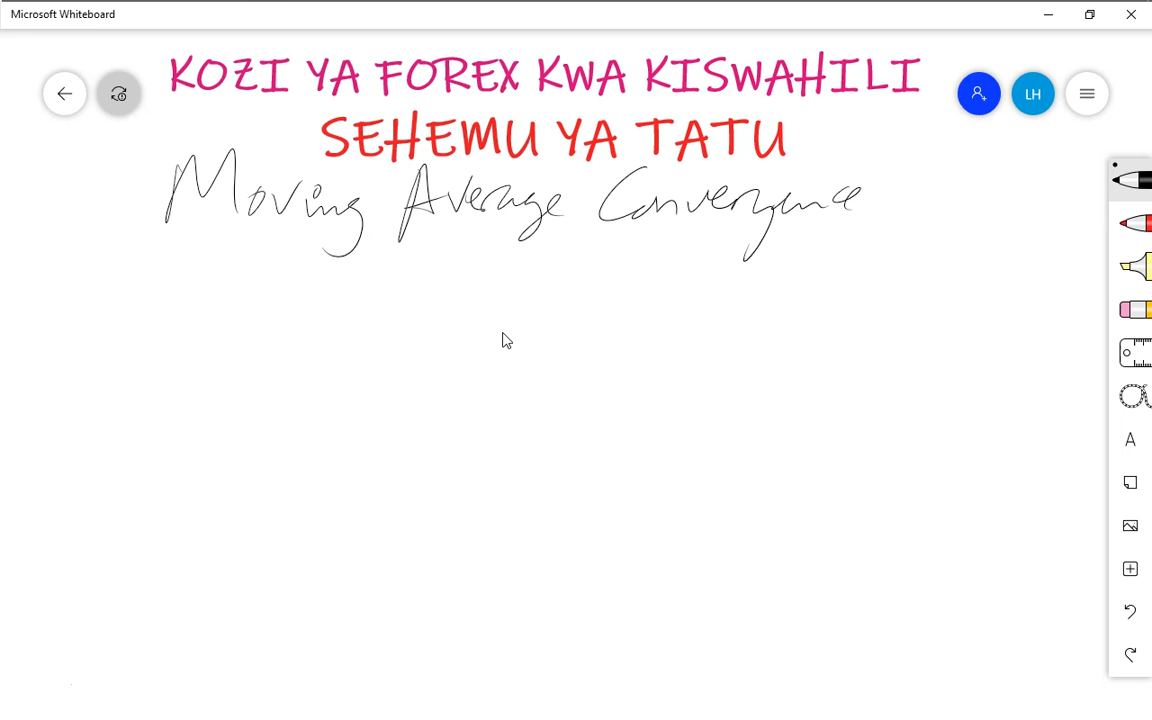 Microsoft Whiteboard
KOZI YA FOREX KWA KISWAHILI
LH
SEHEMU YA TATU
Moving Average Convergence
A